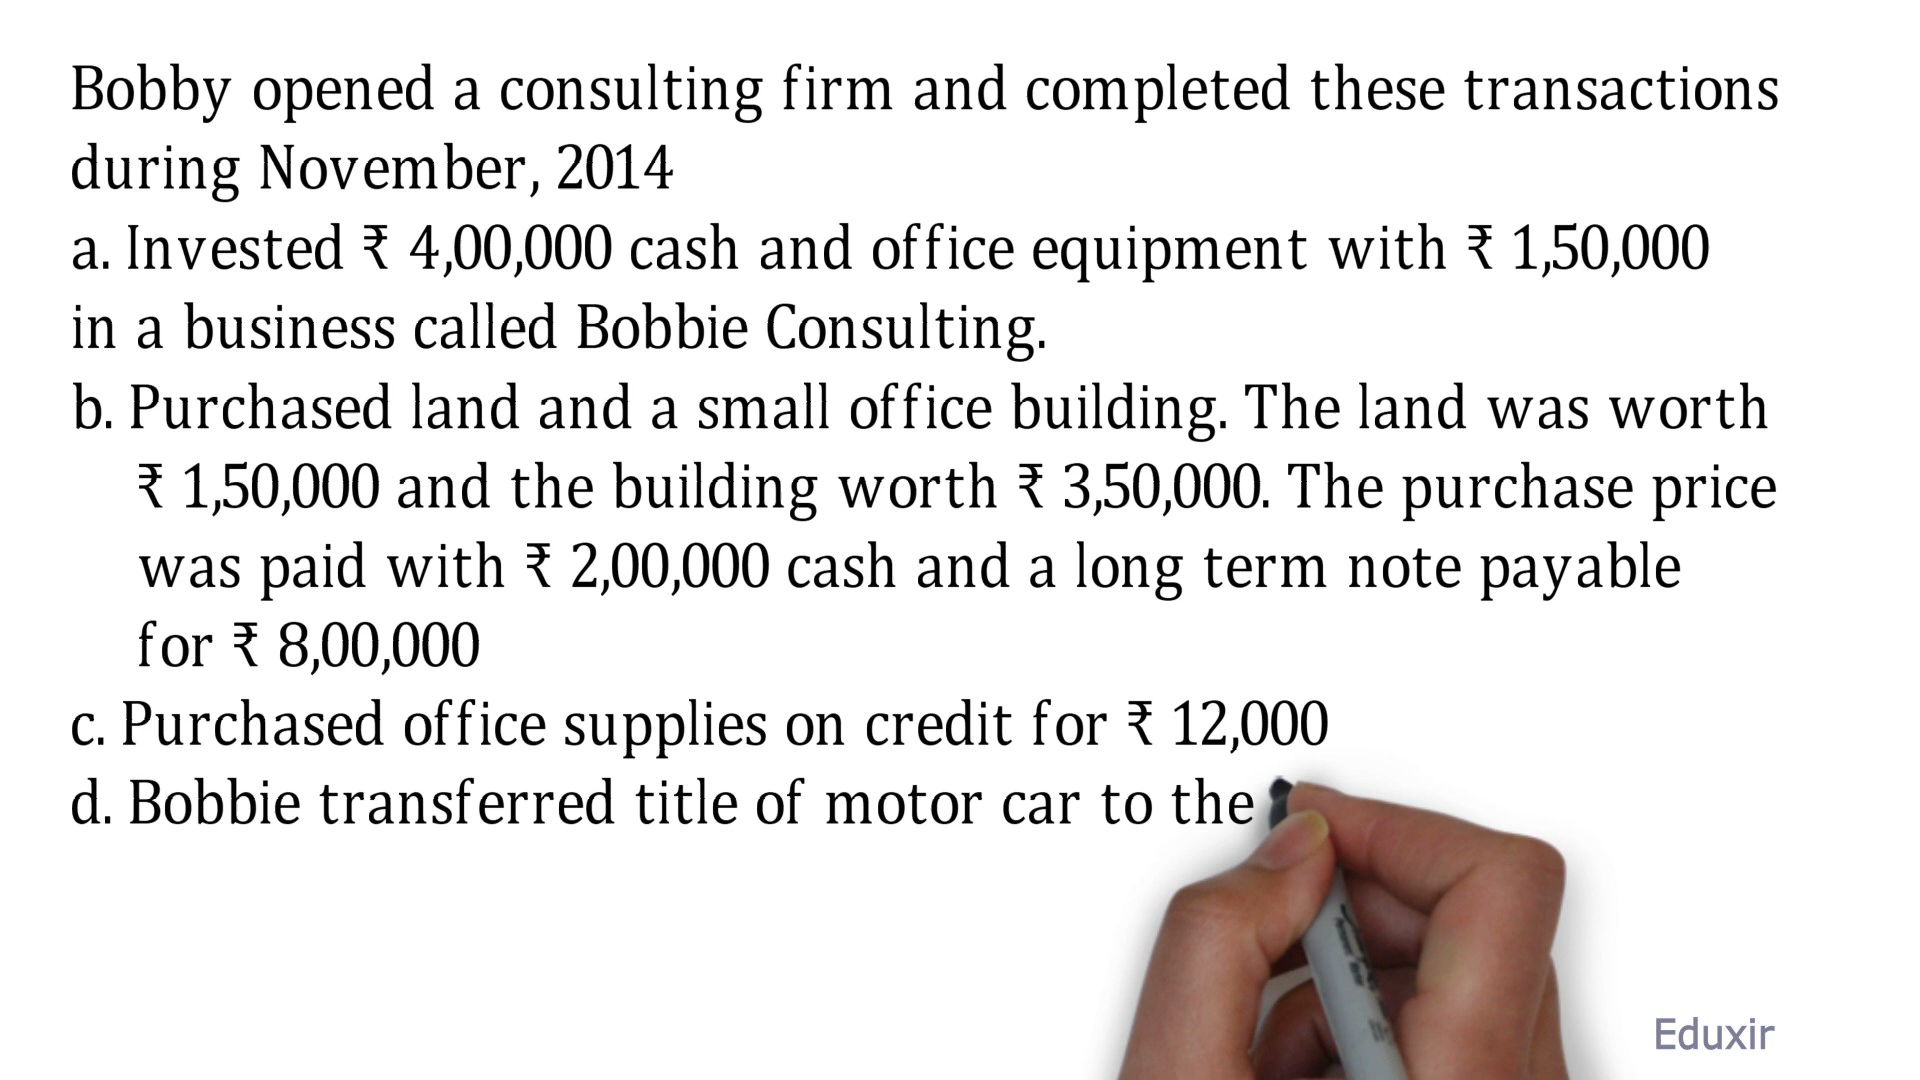 Bobby opened a consulting firm and completed these transactions
during November, 2014
a. Invested ₹ 4,00,000 cash and office equipment with ₹ 1,50,000
in a business called Bobbie Consulting.
b. Purchased land and a small office building. The land was worth
₹ 1,50,000 and the building worth ₹ 3,50,000. The purchase price
was paid with ₹ 2,00,000 cash and a long term note payable
for ₹ 8,00,000
c. Purchased office supplies on credit for ₹ 12,000
d. Bobbie transferred title of motor car to the
Eduxir